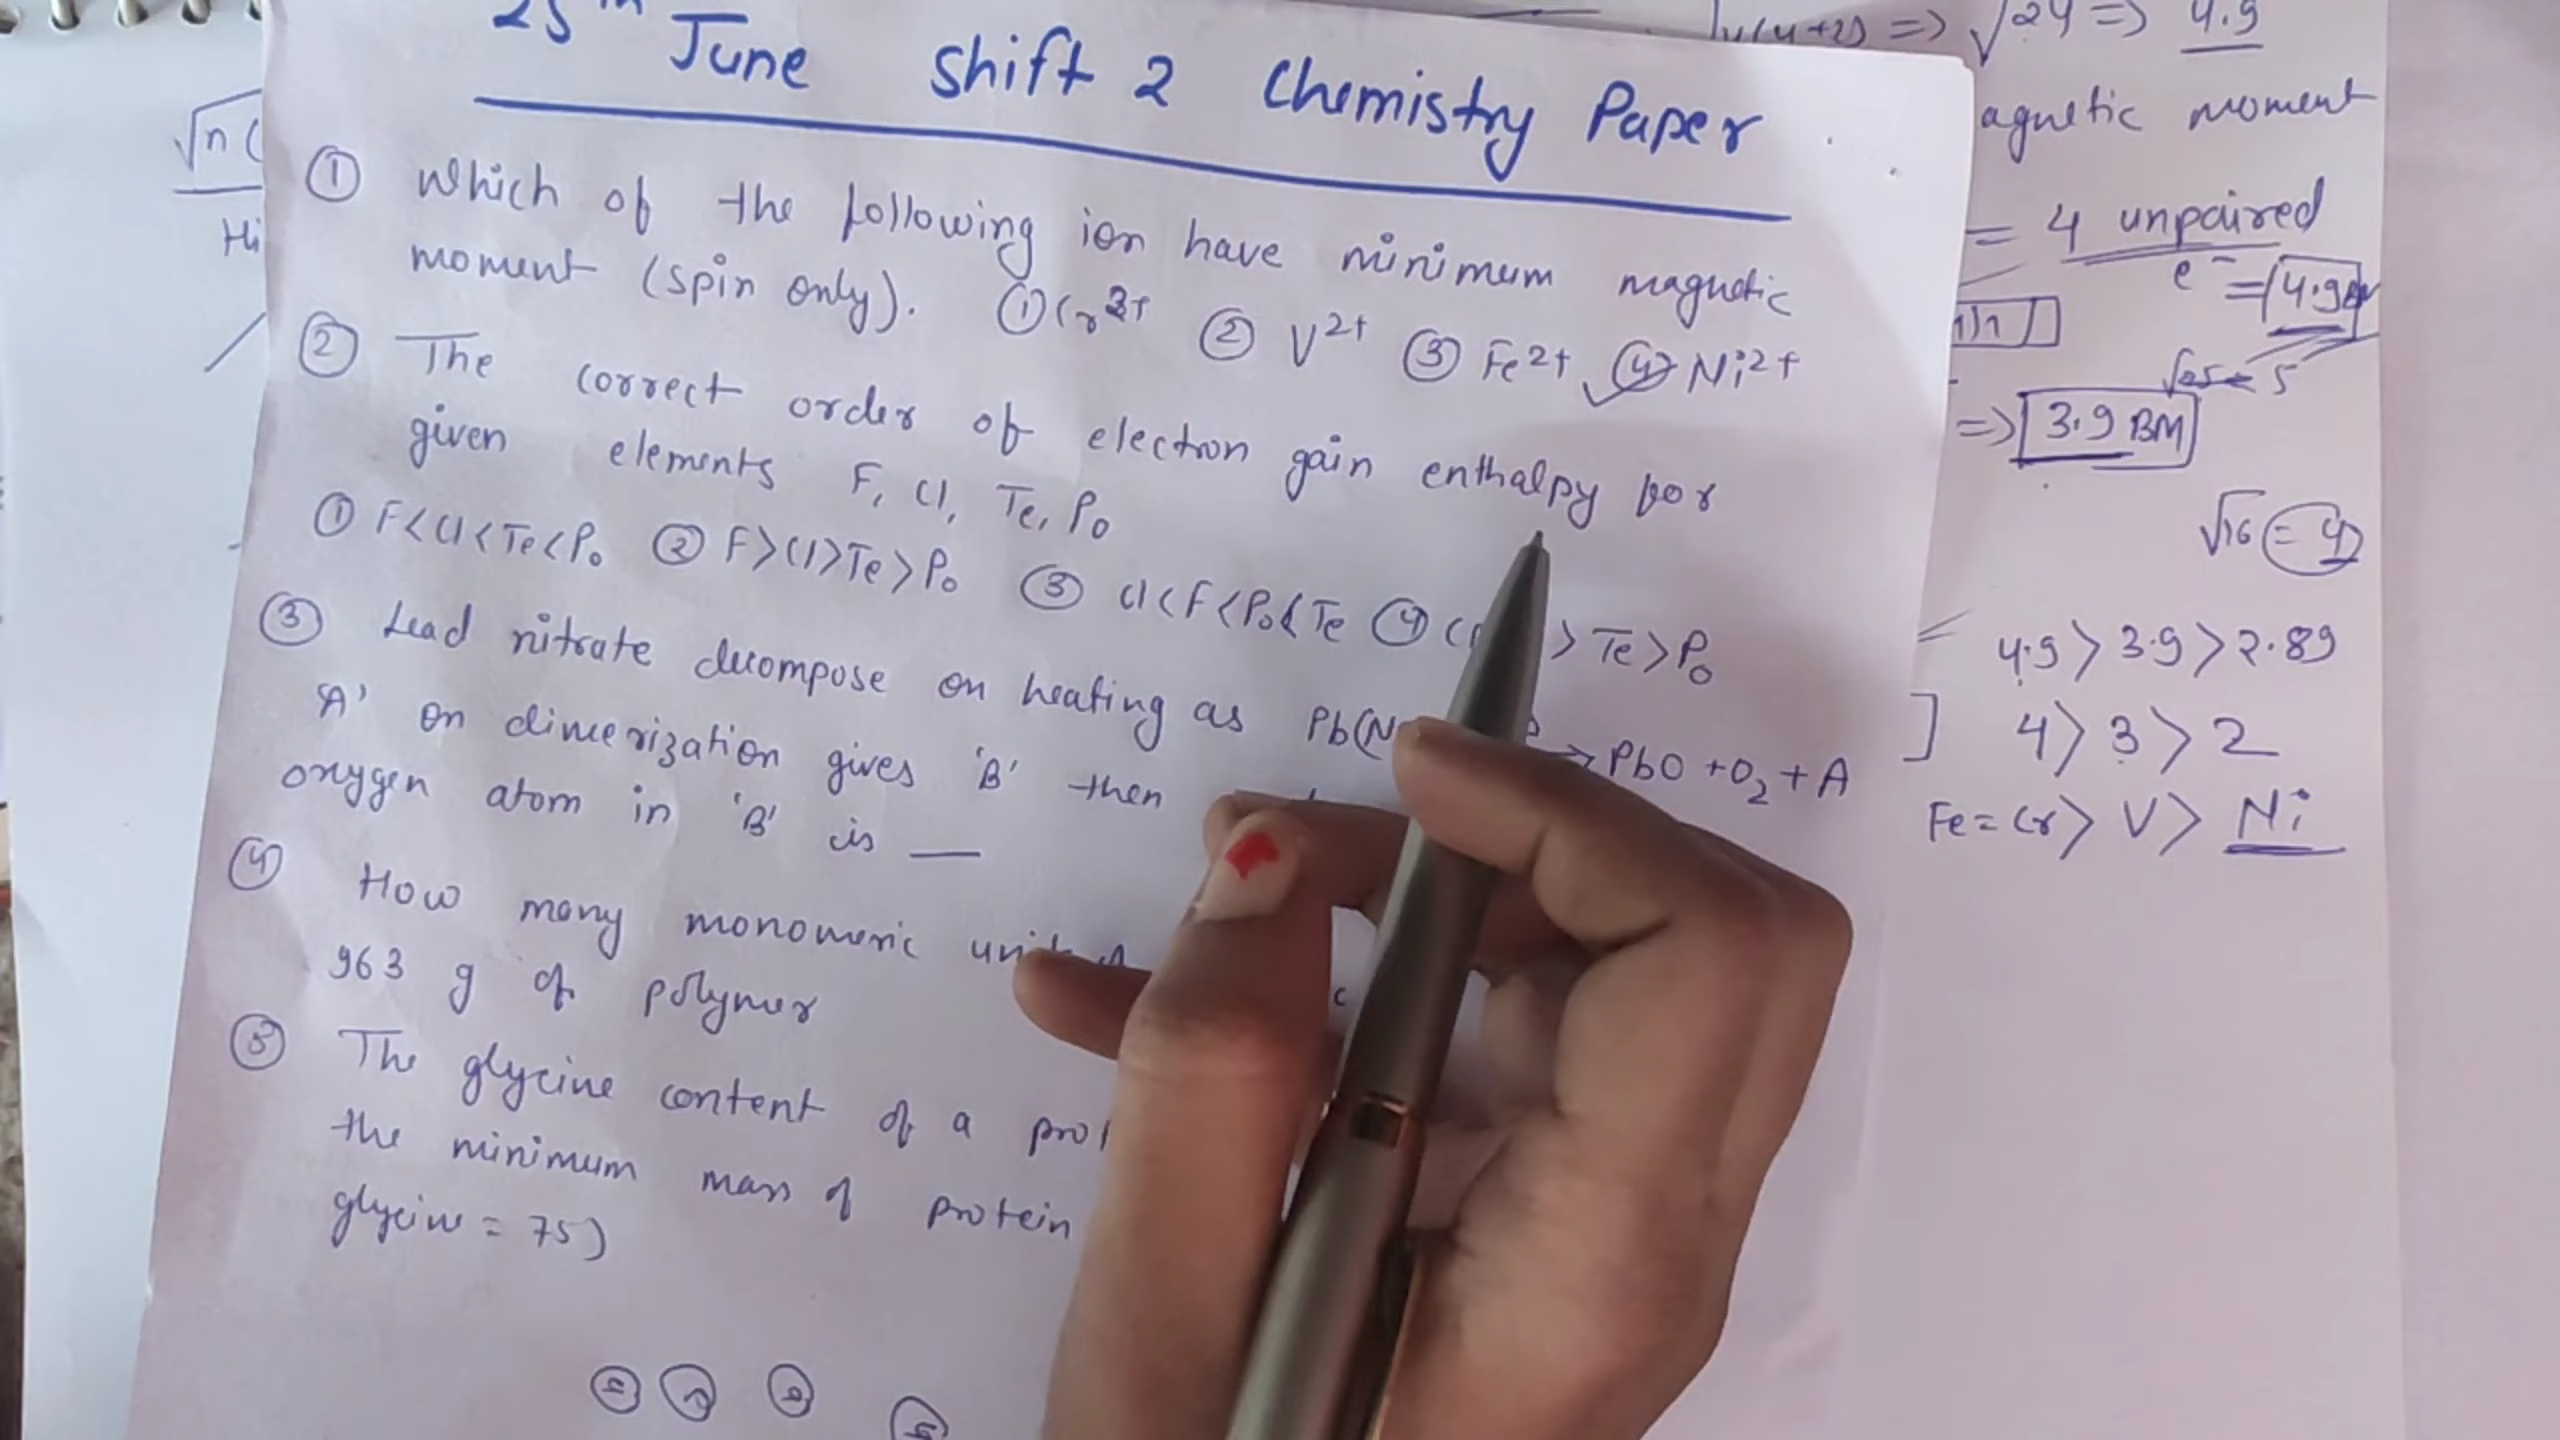 25th June Shift 2 Chemistry Paper
① Which of the following ion have minimum magnetic
moment (spin only). ① Cr2+ ② V2+ ③ Fe2+ ④ Ni2+
② The correct order of electron gain enthalpy for
given elements F, Cl, Te, Po
① F<Cl<Te<Po ② F>Cl>Te>Po ③ Cl<F<Po<Te ④ > Te>Po
③ Lead nitrate decompose on heating as Pb(N → PbO + O2 + A
'A' on dimerization gives 'B' then
oxygen atom in 'B' is __
④ How many monomeric
963 g of polymer
⑤ The glycine content of a
the minimum mass of protein
glycine = 75)
√n(
Hi
=> √24 => 4.9
agnetic moment
= 4 unpaired
e- = 4.9
√25 = 5
=> 3.9 BM
√16 = 4
4.9 > 3.9 > 2.89
4 > 3 > 2
Fe = Cr > V > Ni